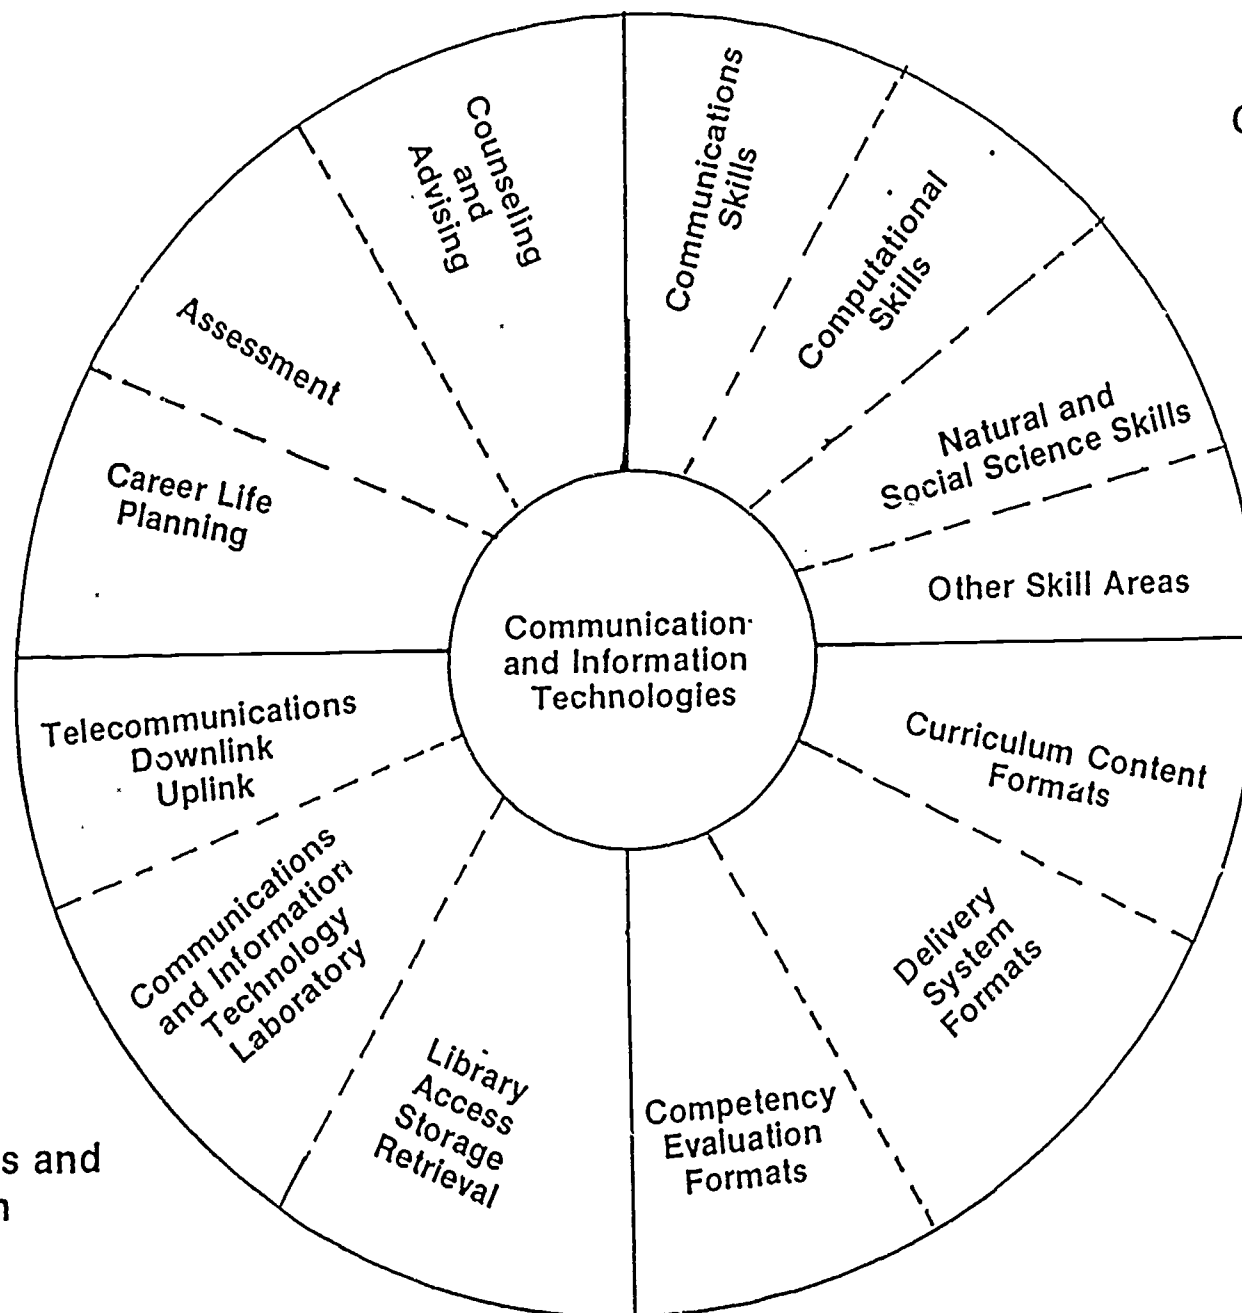 Communications
Skills
Computational
Skills
Natural and
Social Science Skills
Other Skill Areas
Curriculum Content
Formats
Delivery
System
Formats
Competency
Evaluation
Formats
Library
Access
Storage
Retrieval
Communications
and Information
Technology
Laboratory
Telecommunications
Downlink
Uplink
Career Life
Planning
Assessment
Counseling
and
Advising
Communication
and Information
Technologies
s and